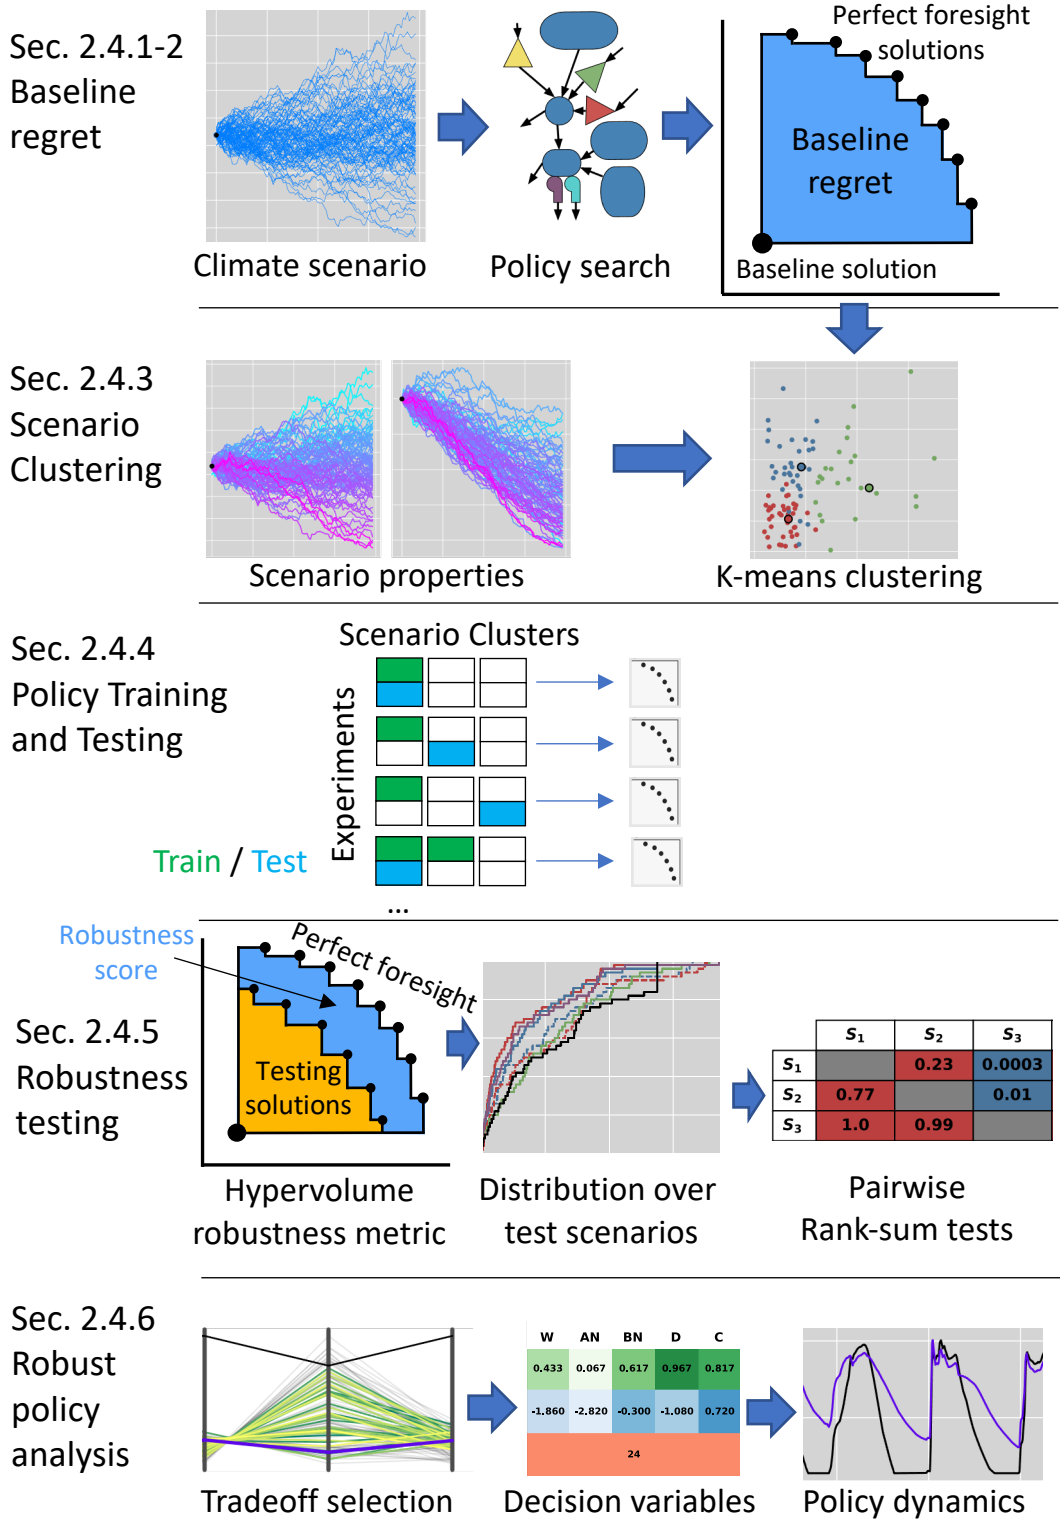 Sec. 2.4.1-2
Baseline
regret
Climate scenario
Policy search
Perfect foresight
solutions
Baseline
regret
Baseline solution
Sec. 2.4.3
Scenario
Clustering
Scenario properties
K-means clustering
Sec. 2.4.4
Policy Training
and Testing
Train / Test
Scenario Clusters
Experiments
...
Sec. 2.4.5
Robustness
testing
Robustness
score
Perfect foresight
Testing
solutions
Hypervolume
robustness metric
Distribution over
test scenarios
S1 S2 S3
S1 0.23 0.0003
S2 0.77 0.01
S3 1.0 0.99
Pairwise
Rank-sum tests
Sec. 2.4.6
Robust
policy
analysis
Tradeoff selection
W AN BN D C
0.433 0.067 0.617 0.967 0.817
-1.860 -2.820 -0.300 -1.080 0.720
24
Decision variables
Policy dynamics